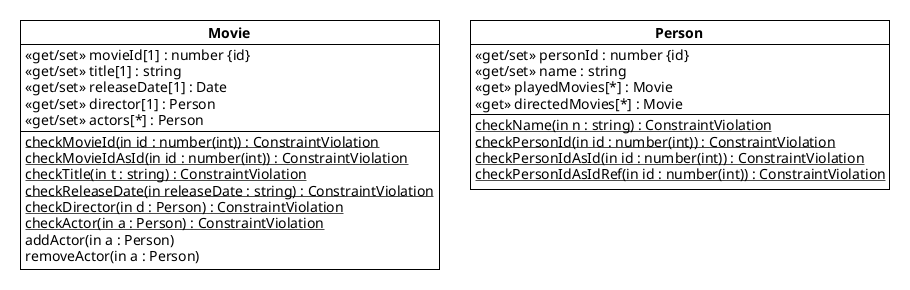 Movie
«get/set» movieId[1] : number {id}
«get/set» title[1] : string
«get/set» releaseDate[1] : Date
«get/set» director[1] : Person
«get/set» actors[*] : Person
checkMovieId(in id : number(int)) : ConstraintViolation
checkMovieIdAsId(in id : number(int)) : ConstraintViolation
checkTitle(in t : string) : ConstraintViolation
checkReleaseDate(in releaseDate : string) : ConstraintViolation
checkDirector(in d : Person) : ConstraintViolation
checkActor(in a : Person) : ConstraintViolation
addActor(in a : Person)
removeActor(in a : Person)
Person
«get/set» personId : number {id}
«get/set» name : string
«get» playedMovies[*] : Movie
«get» directedMovies[*] : Movie
checkName(in n : string) : ConstraintViolation
checkPersonId(in id : number(int)) : ConstraintViolation
checkPersonIdAsId(in id : number(int)) : ConstraintViolation
checkPersonIdAsIdRef(in id : number(int)) : ConstraintViolation